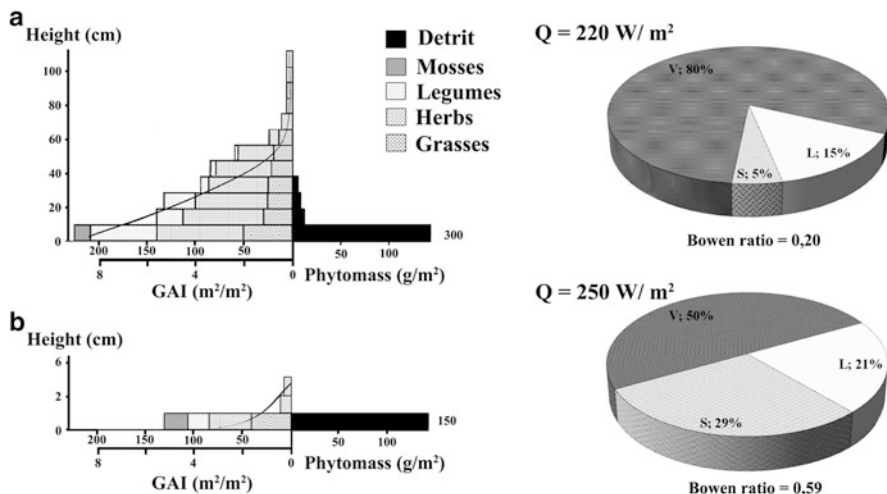 a
Height (cm)
100
80
60
40
20
0
200
150
100
50
0
50
100
300
8
4
0
GAI (m²/m²)
Phytomass (g/m²)
Detrit
Mosses
Legumes
Herbs
Grasses
Q = 220 W/ m²
V; 80%
L; 15%
S; 5%
Bowen ratio = 0,20
b
Height (cm)
6
2
0
200
150
100
50
0
50
100
150
8
4
0
GAI (m²/m²)
Phytomass (g/m²)
Q = 250 W/ m²
V; 50%
L; 21%
S; 29%
Bowen ratio = 0,59